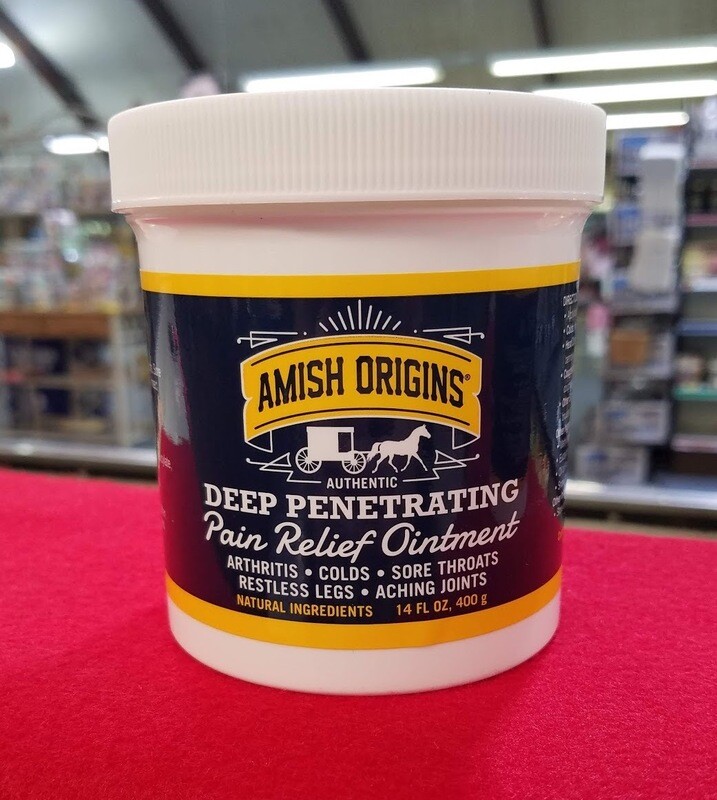 AMISH ORIGINS®
AUTHENTIC
DEEP PENETRATING
Pain Relief Ointment
ARTHRITIS • COLDS • SORE THROATS
RESTLESS LEGS • ACHING JOINTS
NATURAL INGREDIENTS 14 FL OZ, 400 g